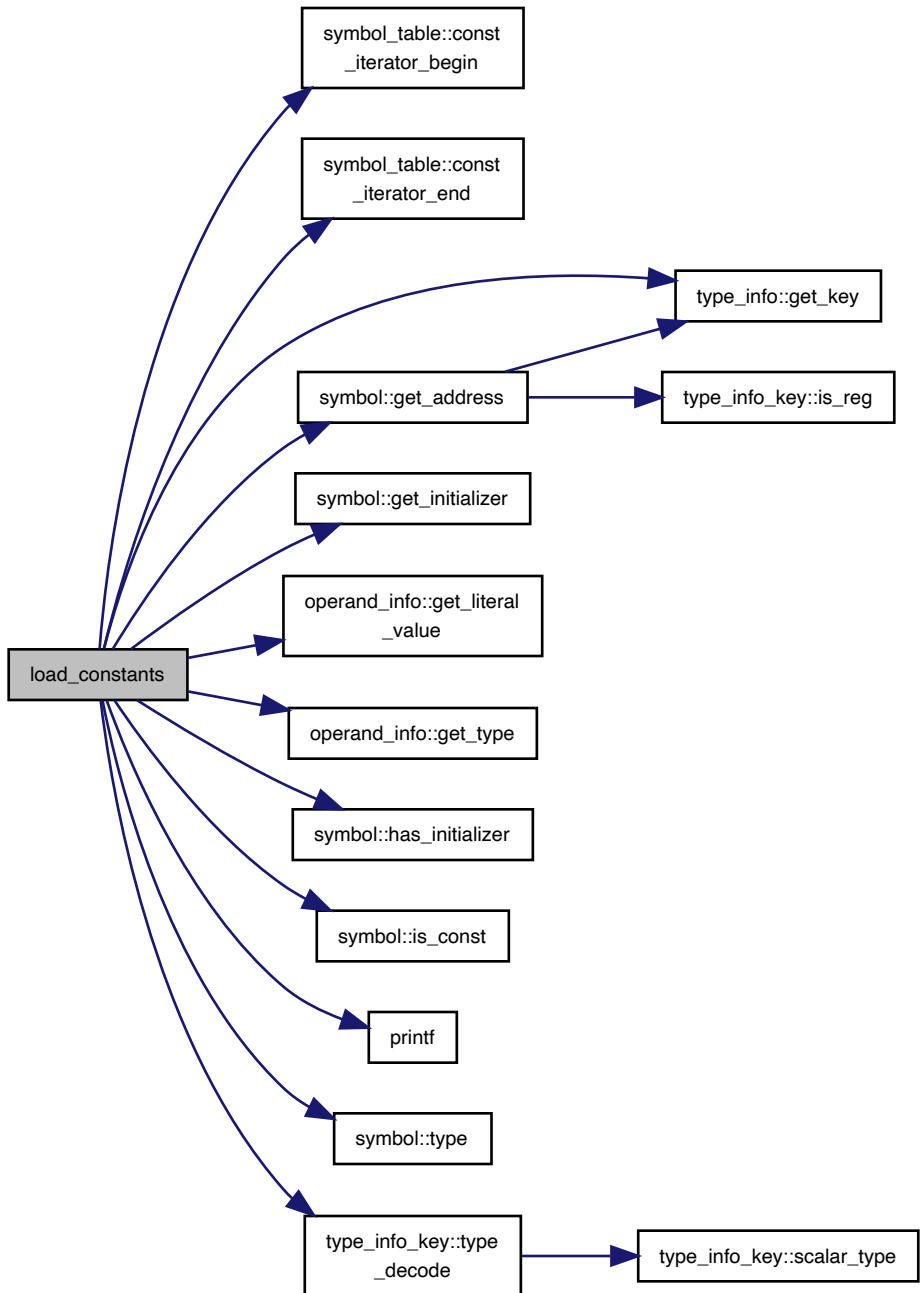 symbol_table::const
_iterator_begin
symbol_table::const
_iterator_end
type_info::get_key
symbol::get_address
type_info_key::is_reg
symbol::get_initializer
operand_info::get_literal
_value
load_constants
operand_info::get_type
symbol::has_initializer
symbol::is_const
printf
symbol::type
type_info_key::type
_decode
type_info_key::scalar_type